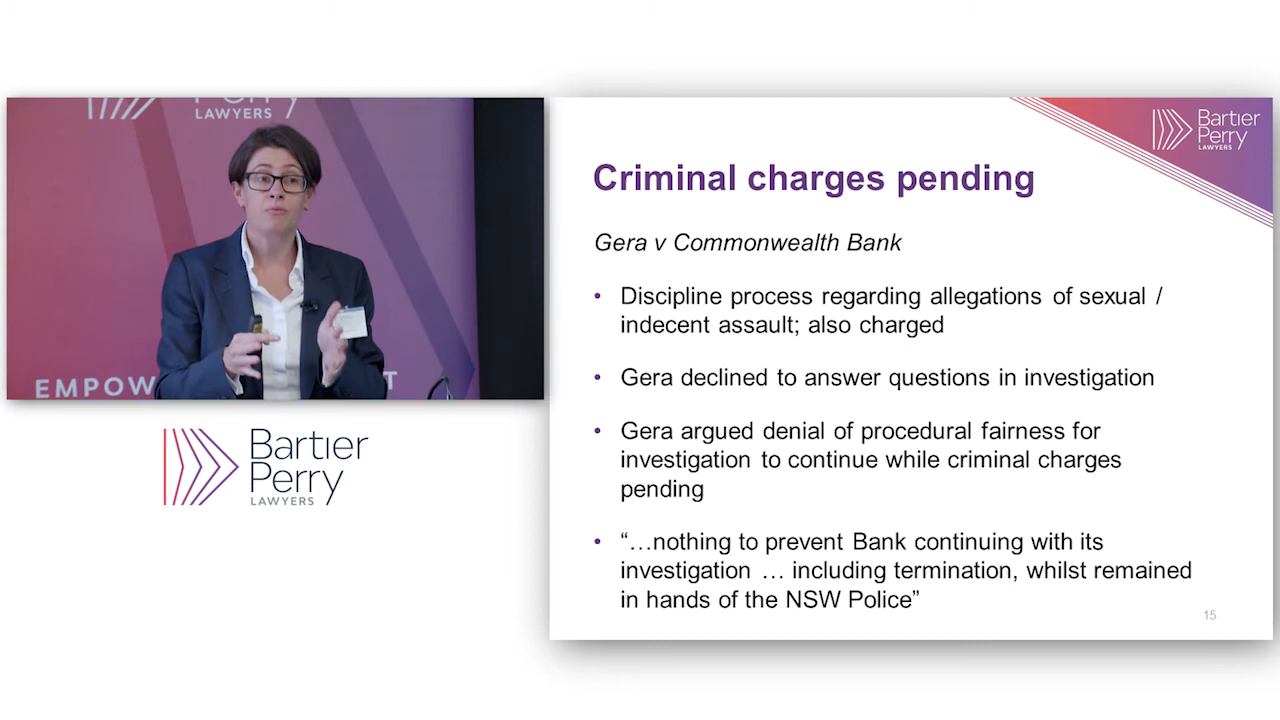 Perry
LAWYERS
EMPOW
T
Bartier
Perry
LAWYERS
Bartier
Perry
LAWYERS
Criminal charges pending
Gera v Commonwealth Bank
• Discipline process regarding allegations of sexual /
indecent assault; also charged
• Gera declined to answer questions in investigation
• Gera argued denial of procedural fairness for
investigation to continue while criminal charges
pending
• “…nothing to prevent Bank continuing with its
investigation … including termination, whilst remained
in hands of the NSW Police”
15